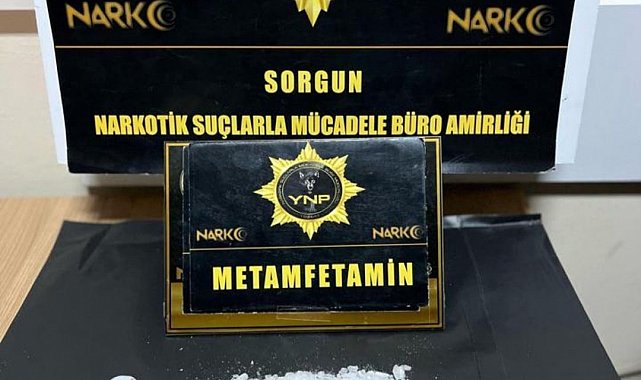 NARKO NARKO
SORGUN
NARKOTİK SUÇLARLA MÜCADELE BÜRO AMİRLİĞİ
YNP
NARKO NARKO
METAMFETAMİN